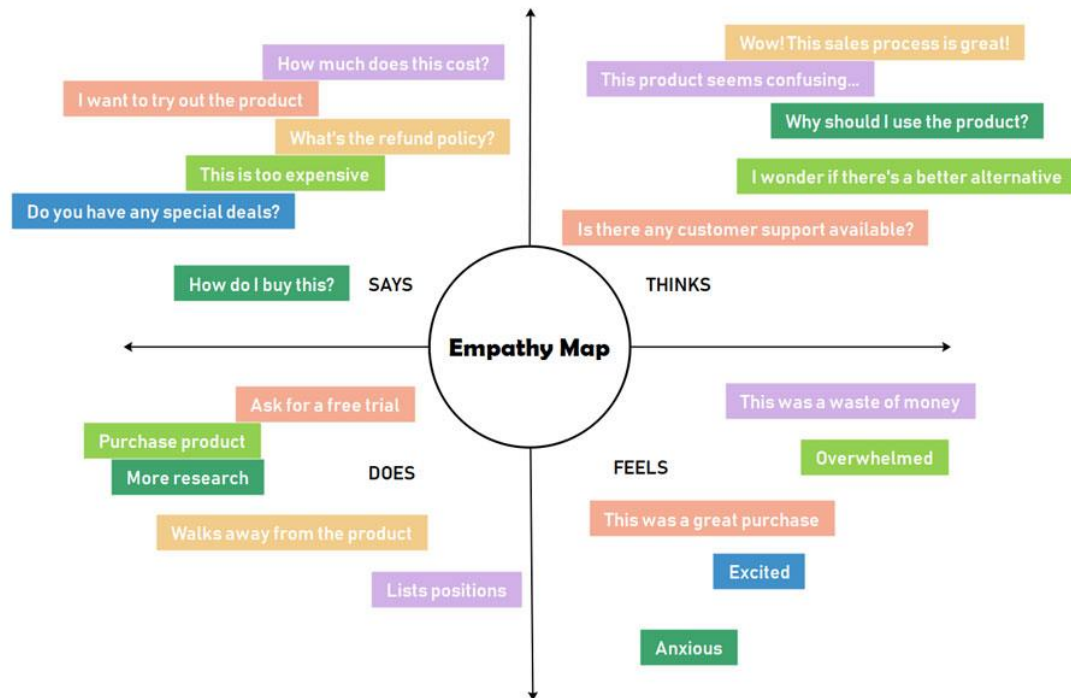 How much does this cost?
I want to try out the product
What's the refund policy?
This is too expensive
Do you have any special deals?
How do I buy this?
SAYS
Wow! This sales process is great!
This product seems confusing...
Why should I use the product?
I wonder if there's a better alternative
Is there any customer support available?
THINKS
Empathy Map
Ask for a free trial
Purchase product
More research
DOES
Walks away from the product
Lists positions
This was a waste of money
Overwhelmed
FEELS
This was a great purchase
Excited
Anxious